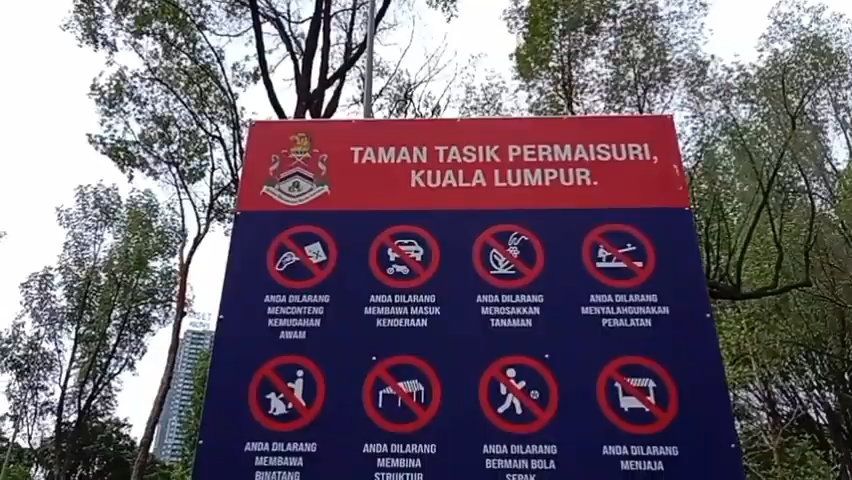 TAMAN TASIK PERMAISURI,
KUALA LUMPUR.
ANDA DILARANG
MENCONTENG
KEMUDAHAN
AWAM
ANDA DILARANG
MEMBAWA MASUK
KENDERAAN
ANDA DILARANG
MEROSAKKAN
TANAMAN
ANDA DILARANG
MENYALAHGUNAKAN
PERALATAN
ANDA DILARANG
MEMBAWA
BINATANG
ANDA DILARANG
MEMBINA
STRUKTUR
ANDA DILARANG
BERMAIN BOLA
SEPAK
ANDA DILARANG
MENJAJA